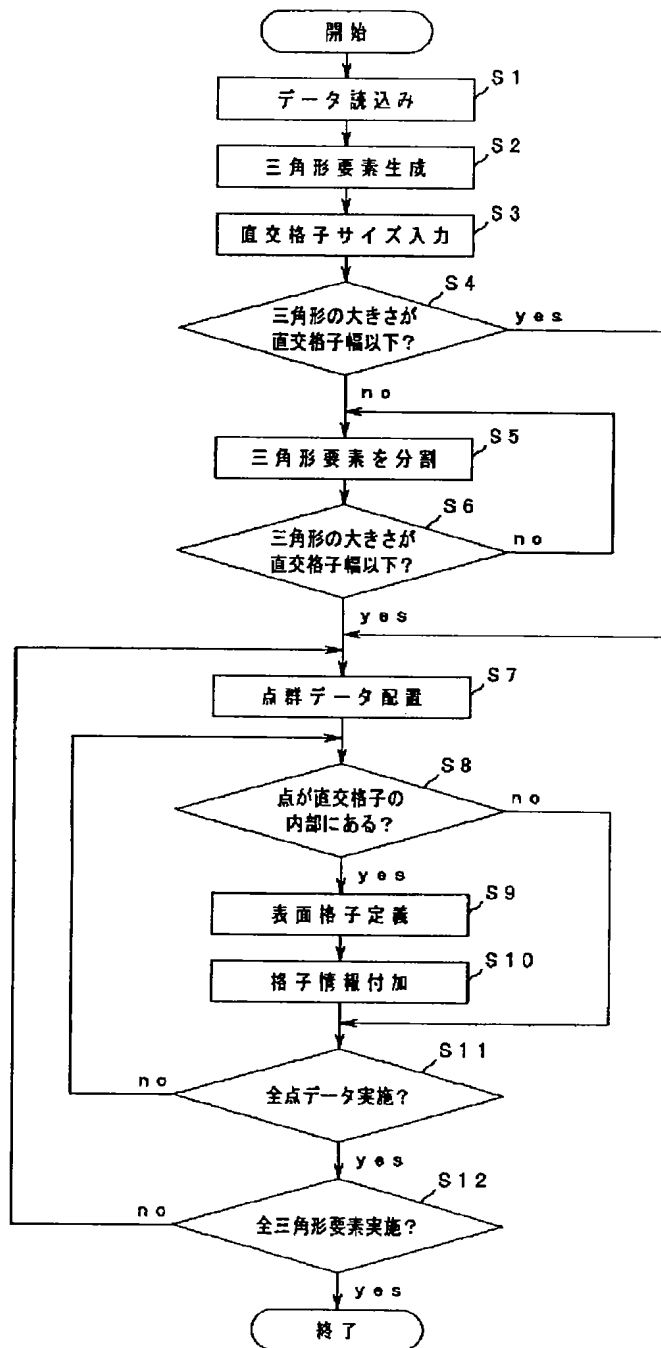 開始
S1
データ読込み
S2
三角形要素生成
S3
直交格子サイズ入力
S4
三角形の大きさが
直交格子幅以下?
yes
no
S5
三角形要素を分割
S6
三角形の大きさが
直交格子幅以下?
no
yes
S7
点群データ配置
S8
点が直交格子の
内部にある?
no
yes
S9
表面格子定義
S10
格子情報付加
S11
全点データ実施?
no
yes
S12
全三角形要素実施?
no
yes
終了